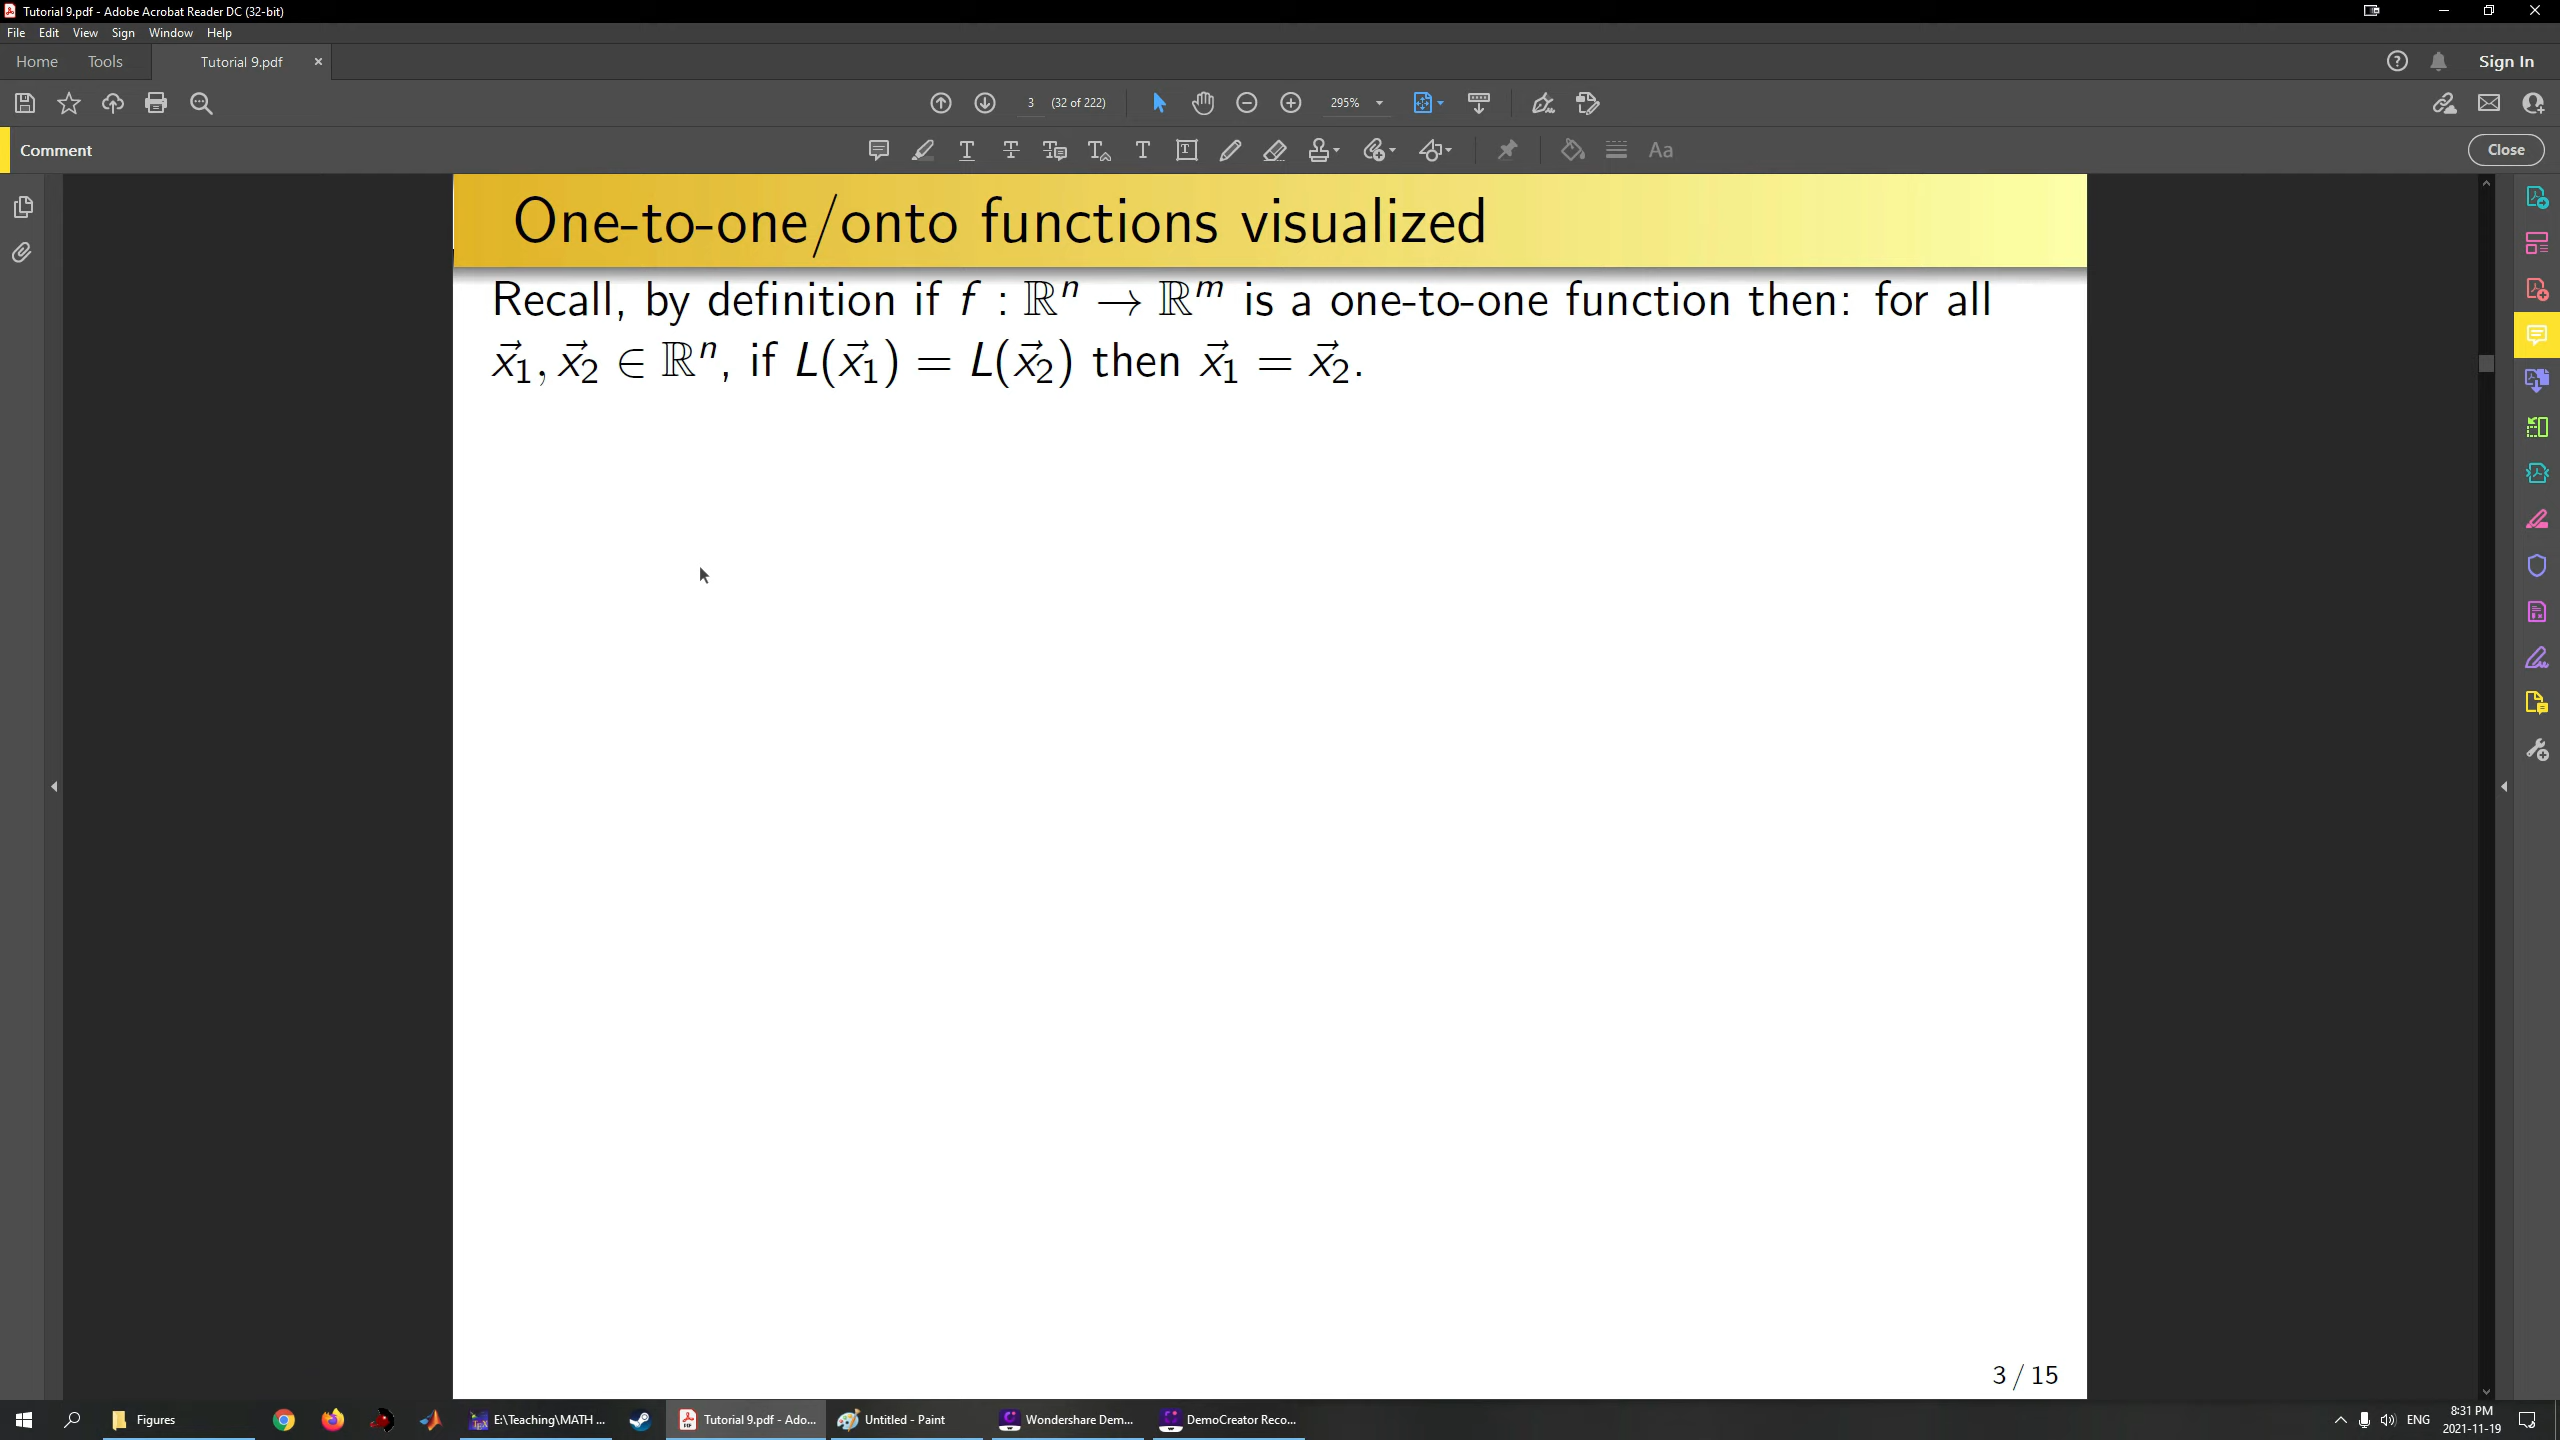 Tutorial 9.pdf - Adobe Acrobat Reader DC (32-bit)
File Edit View Sign Window Help
Home Tools Tutorial 9.pdf × Sign In
3 (32 of 222) 295%
Comment Close
One-to-one/onto functions visualized
Recall, by definition if f : ℝⁿ → ℝᵐ is a one-to-one function then: for all
x⃗₁, x⃗₂ ∈ ℝⁿ, if L(x⃗₁) = L(x⃗₂) then x⃗₁ = x⃗₂.
3 / 15
Figures E:\Teaching\MATH ... Tutorial 9.pdf - Ado... Untitled - Paint Wondershare Dem... DemoCreator Reco... ENG 8:31 PM
2021-11-19